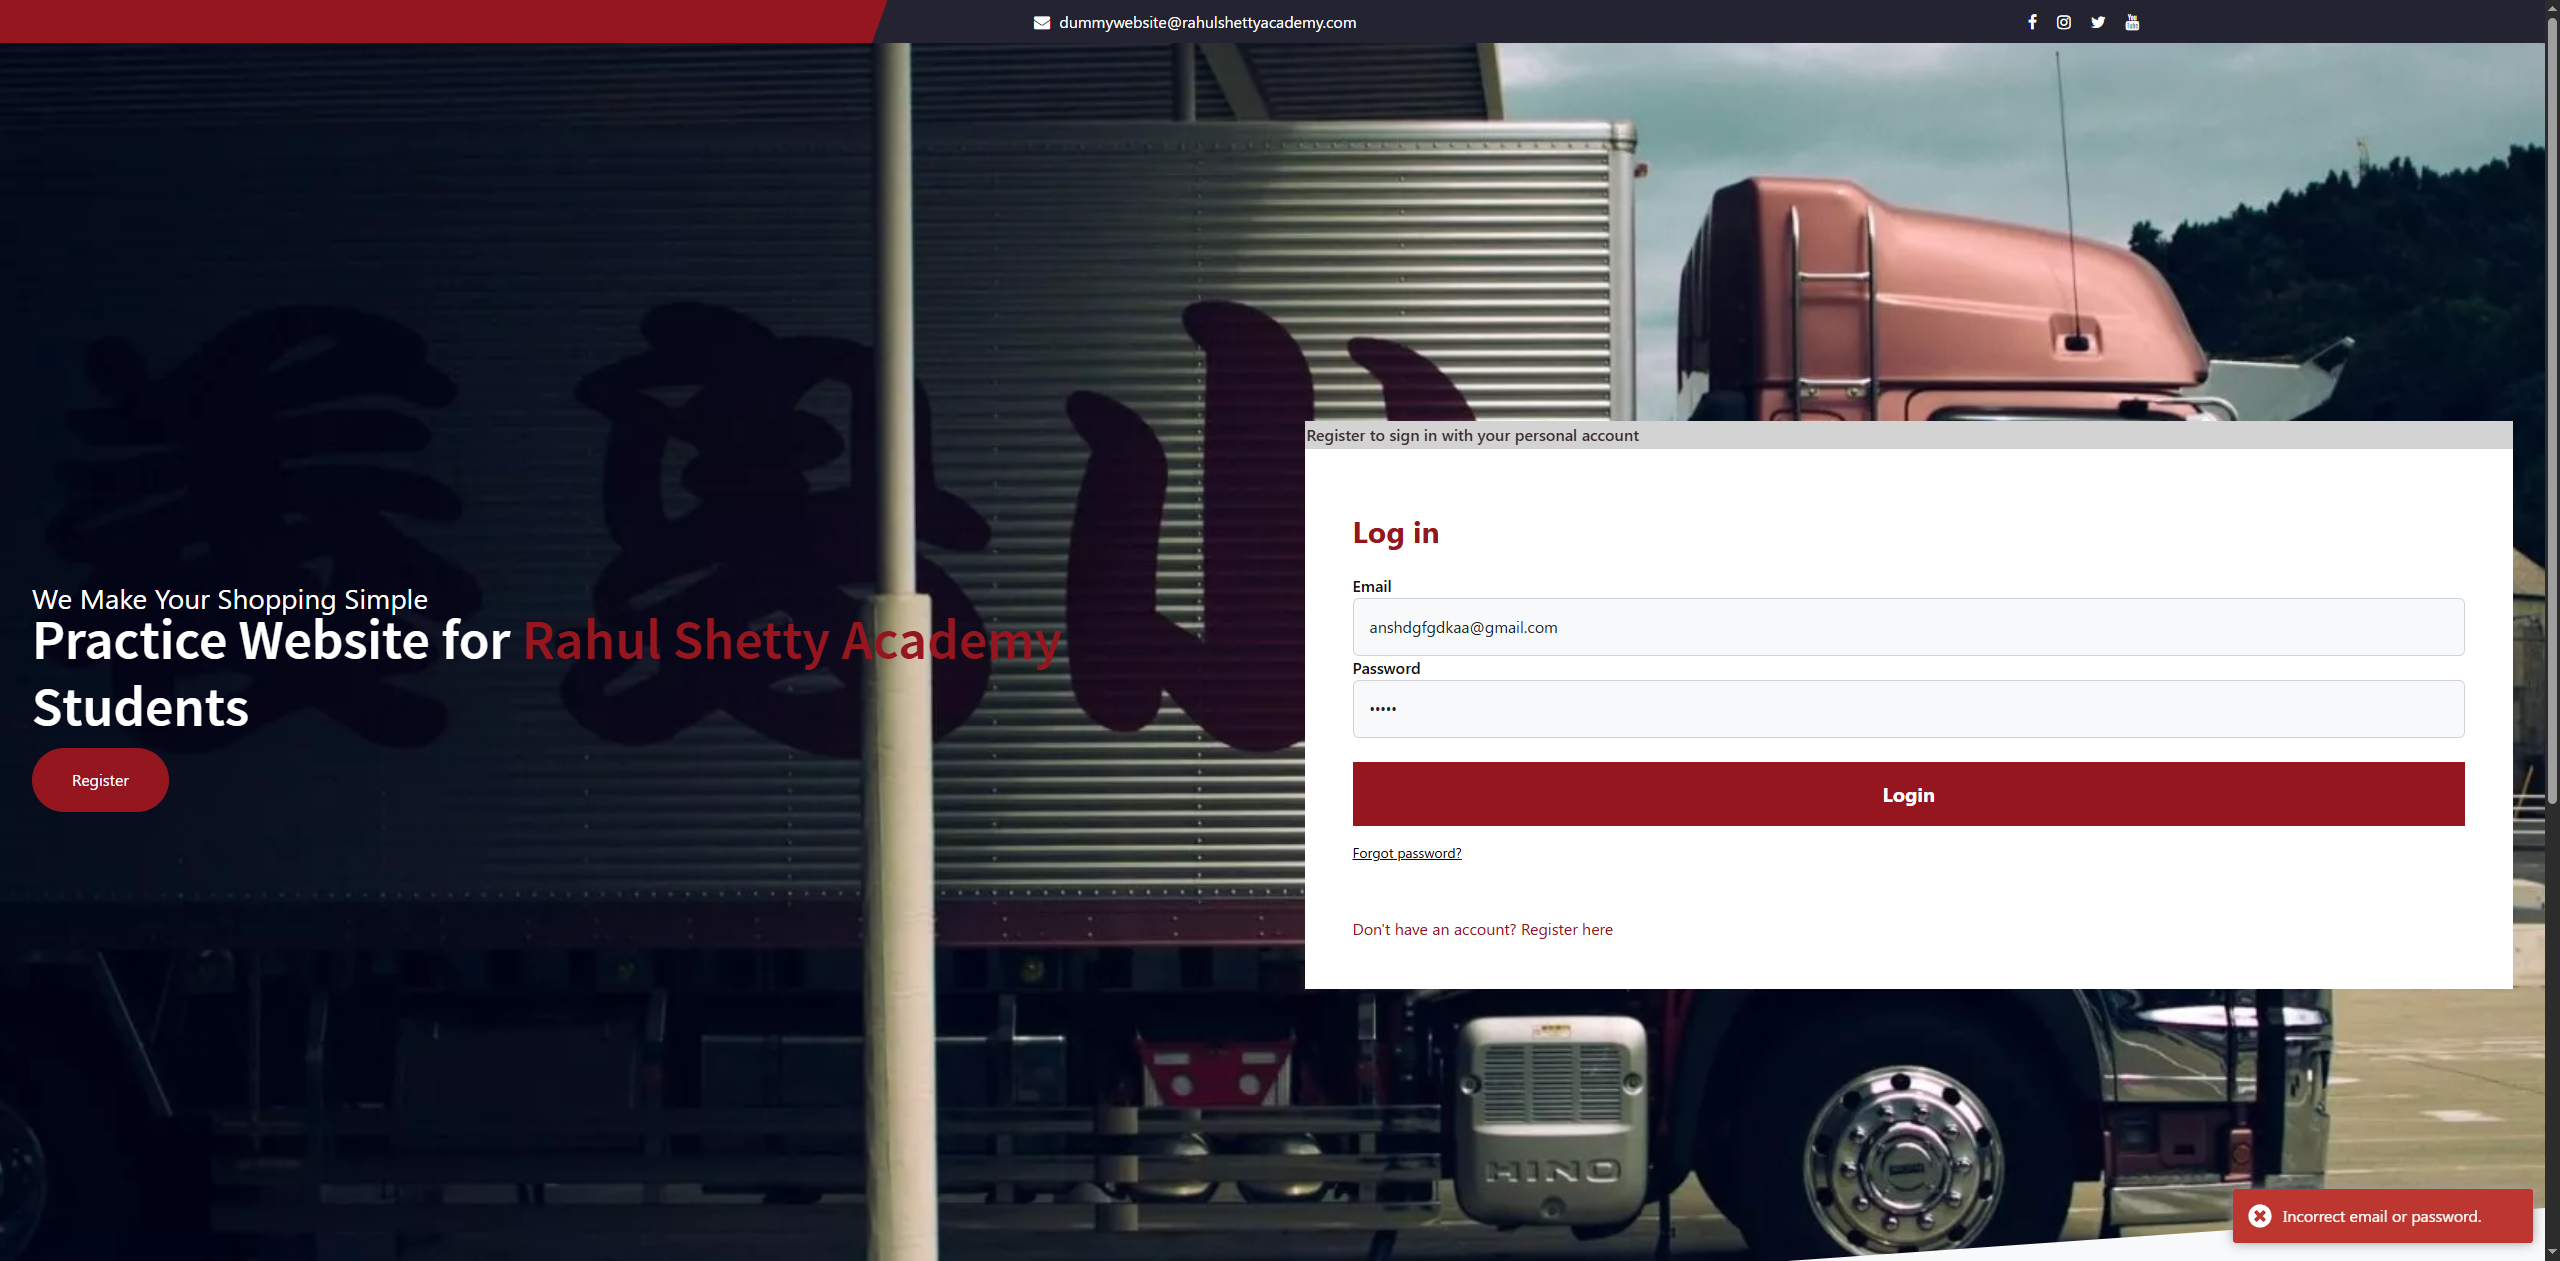 dummywebsite@rahulshettyacademy.com
We Make Your Shopping Simple
Practice Website for Rahul Shetty Academy
Students
Register
Register to sign in with your personal account
Log in
Email
anshdgfgdkaa@gmail.com
Password
•••••
Login
Forgot password?
Don't have an account? Register here
HINO
Incorrect email or password.